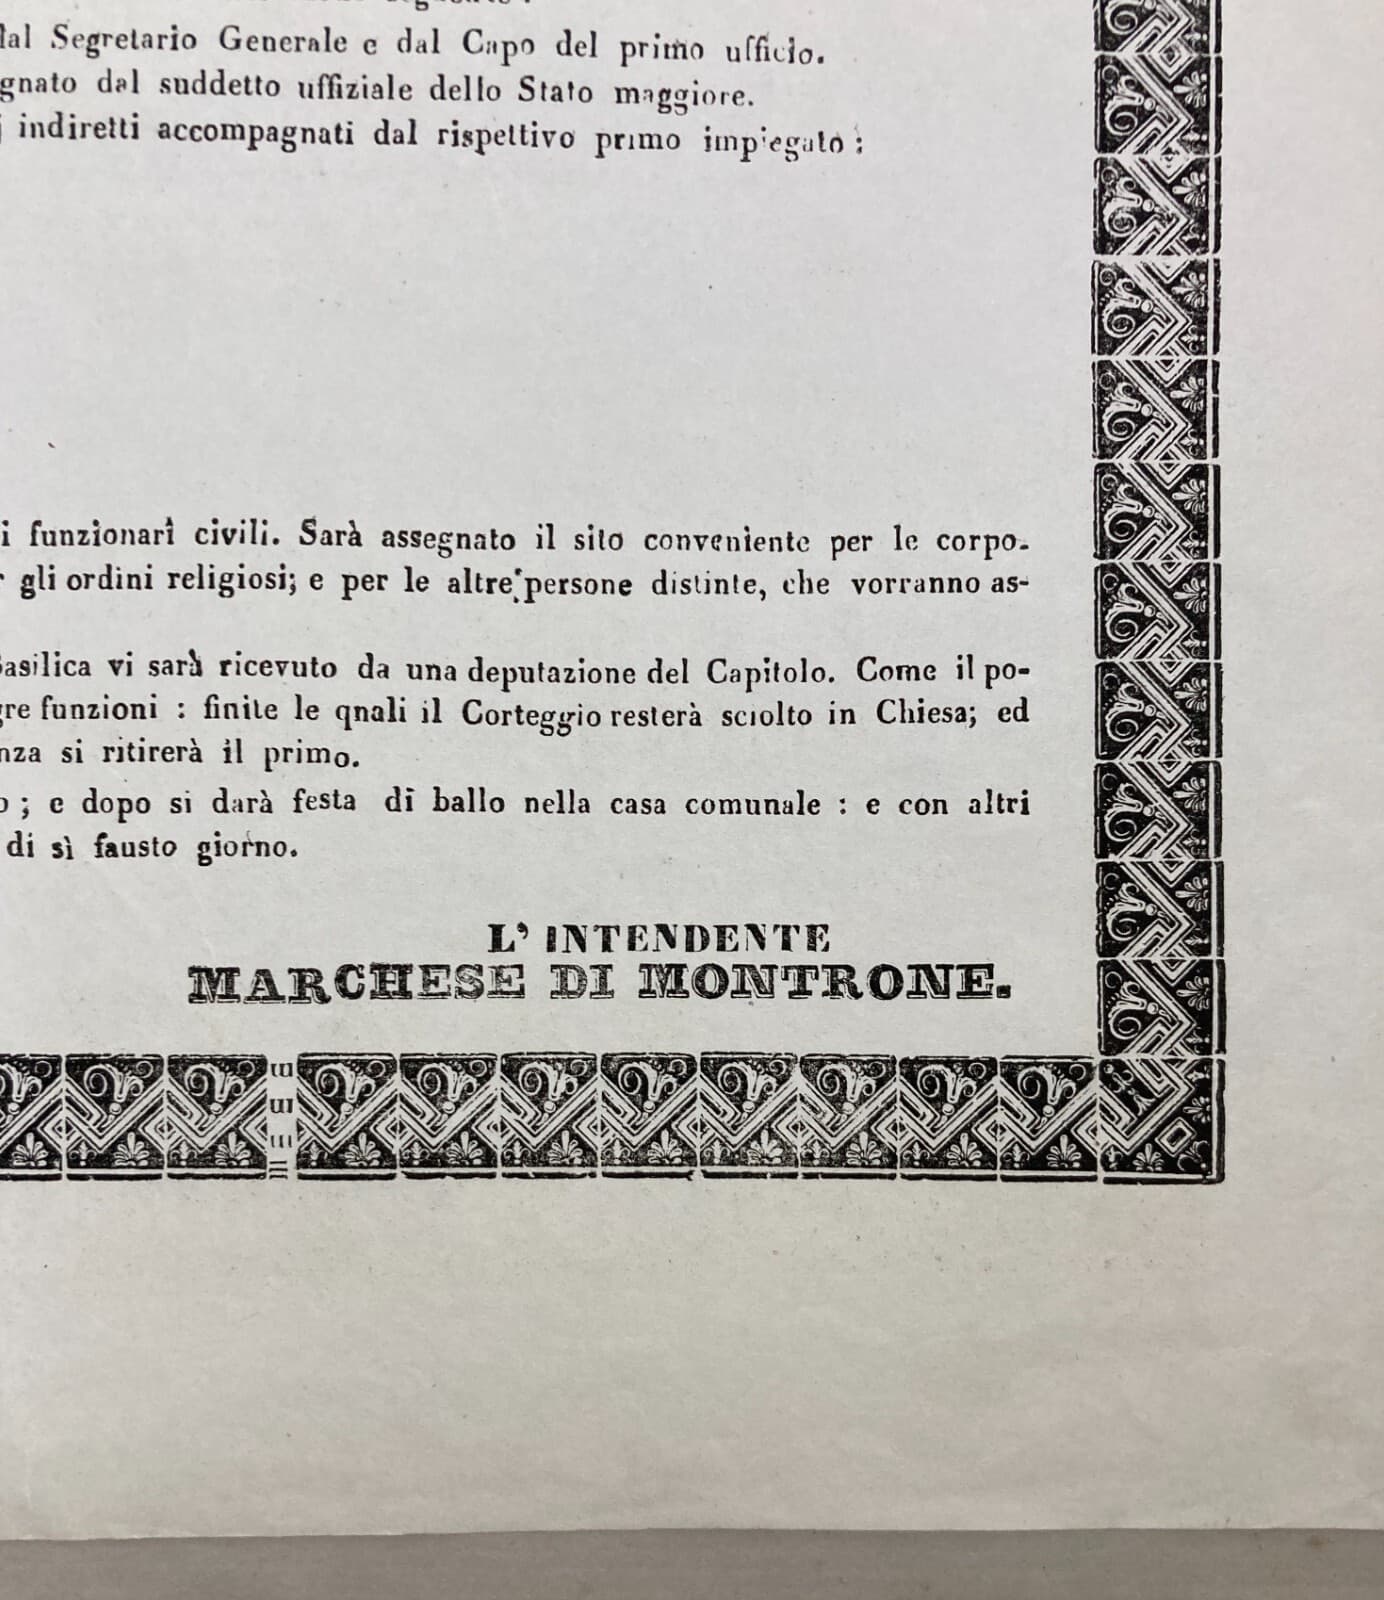 dal Segretario Generale e dal Capo del primo ufficio.
gnato dal suddetto uffiziale dello Stato maggiore.
j indiretti accompagnati dal rispettivo primo impiegato :
i funzionarî civili. Sarà assegnato il sito conveniente per le corpo-
gli ordini religiosi; e per le altre persone distinte, che vorranno as-
Basilica vi sarà ricevuto da una deputazione del Capitolo. Come il po-
gre funzioni : finite le qnali il Corteggio resterà sciolto in Chiesa; ed
nza si ritirerà il primo.
o ; e dopo si darà festa di ballo nella casa comunale : e con altri
di sì fausto giorno.
L' INTENDENTE
MARCHESE DI MONTRONE.